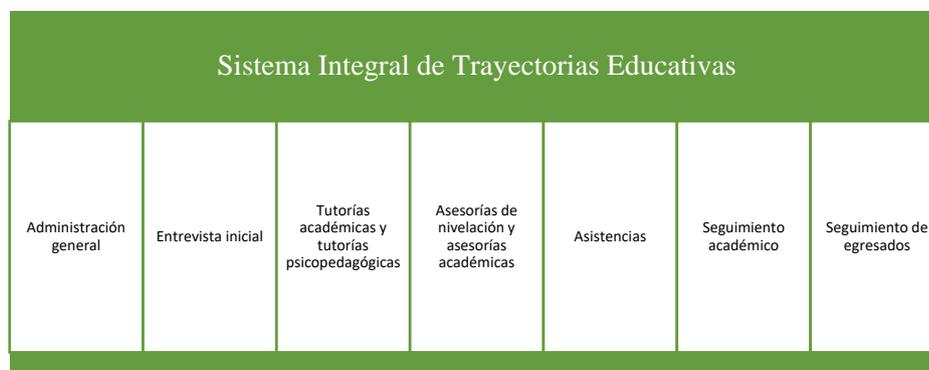 Sistema Integral de Trayectorias Educativas
Administración
general
Entrevista inicial
Tutorías
académicas y
tutorías
psicopedagógicas
Asesorías de
nivelación y
asesorías
académicas
Asistencias
Seguimiento
académico
Seguimiento de
egresados